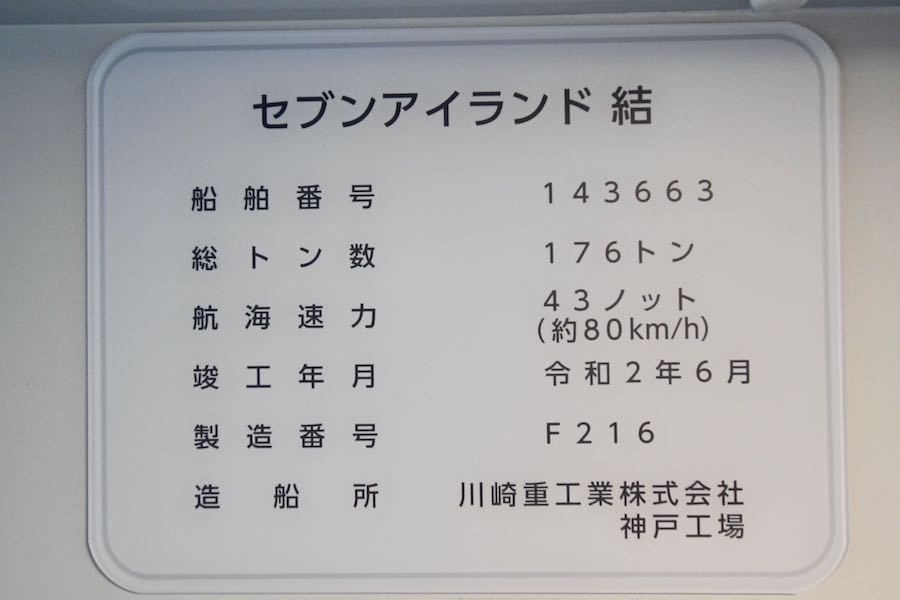 セブンアイランド 結
船舶番号 143663
総トン数 176トン
航海速力 43ノット
(約80km/h)
竣工年月 令和2年6月
製造番号 F216
造船所 川崎重工業株式会社
神戸工場